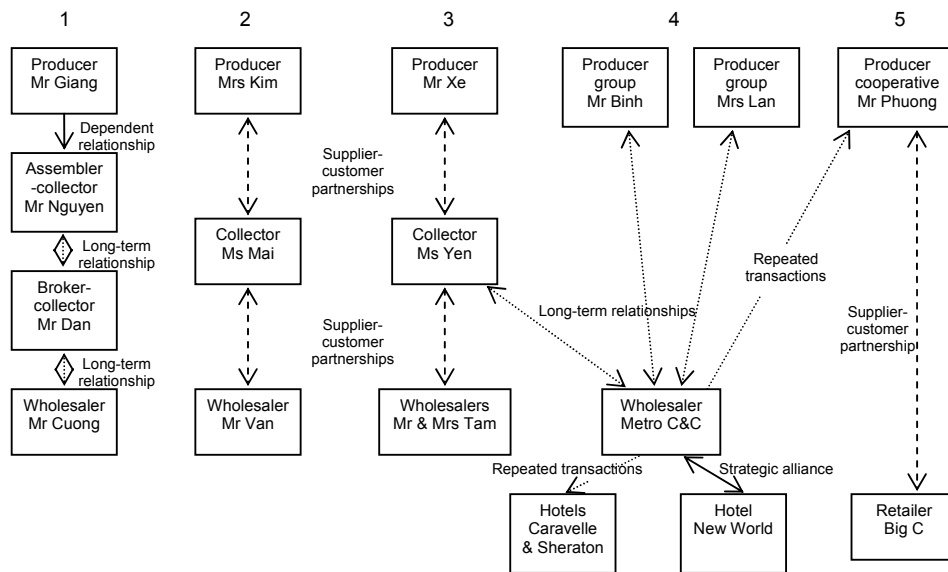 1
2
3
4
5
Producer
Mr Giang
Producer
Mrs Kim
Producer
Mr Xe
Producer
group
Mr Binh
Producer
group
Mrs Lan
Producer
cooperative
Mr Phuong
Dependent
relationship
Supplier-
customer
partnerships
Assembler
-collector
Mr Nguyen
Collector
Ms Mai
Collector
Ms Yen
Long-term
relationship
Repeated
transactions
Broker-
collector
Mr Dan
Long-term relationships
Supplier-
customer
partnerships
Supplier-
customer
partnership
Long-term
relationship
Wholesaler
Mr Cuong
Wholesaler
Mr Van
Wholesalers
Mr & Mrs Tam
Wholesaler
Metro C&C
Repeated transactions
Strategic alliance
Hotels
Caravelle
& Sheraton
Hotel
New World
Retailer
Big C